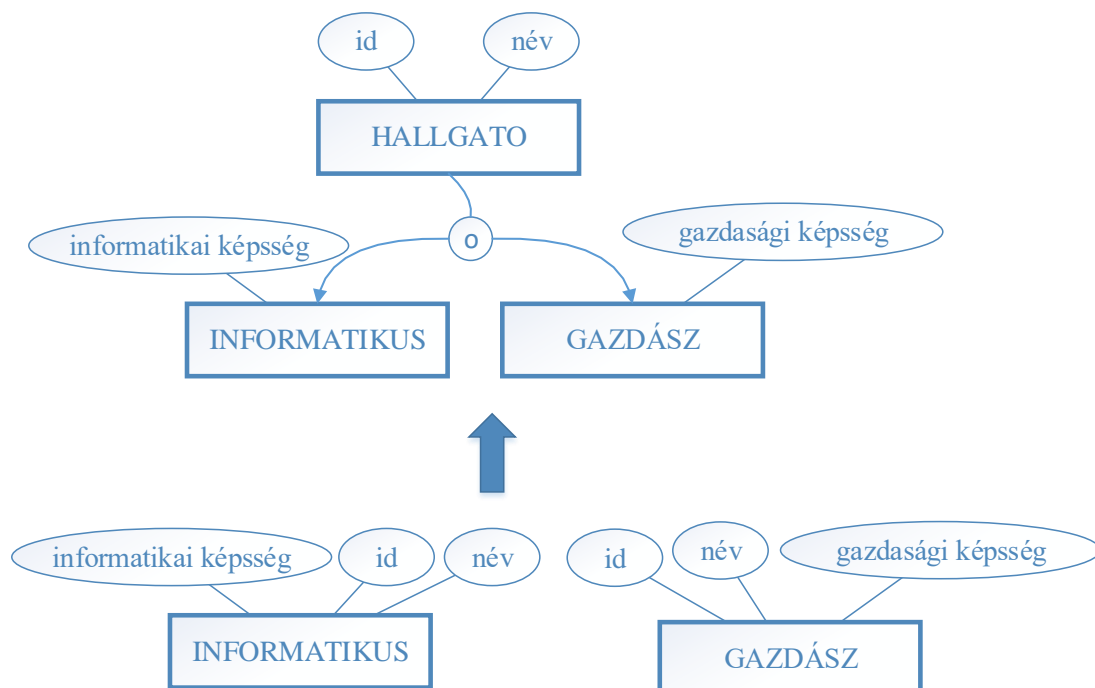 id
név
HALLGATO
o
informatikai képsség
gazdasági képsség
INFORMATIKUS
GAZDÁSZ
informatikai képsség
id
név
id
név
gazdasági képsség
INFORMATIKUS
GAZDÁSZ